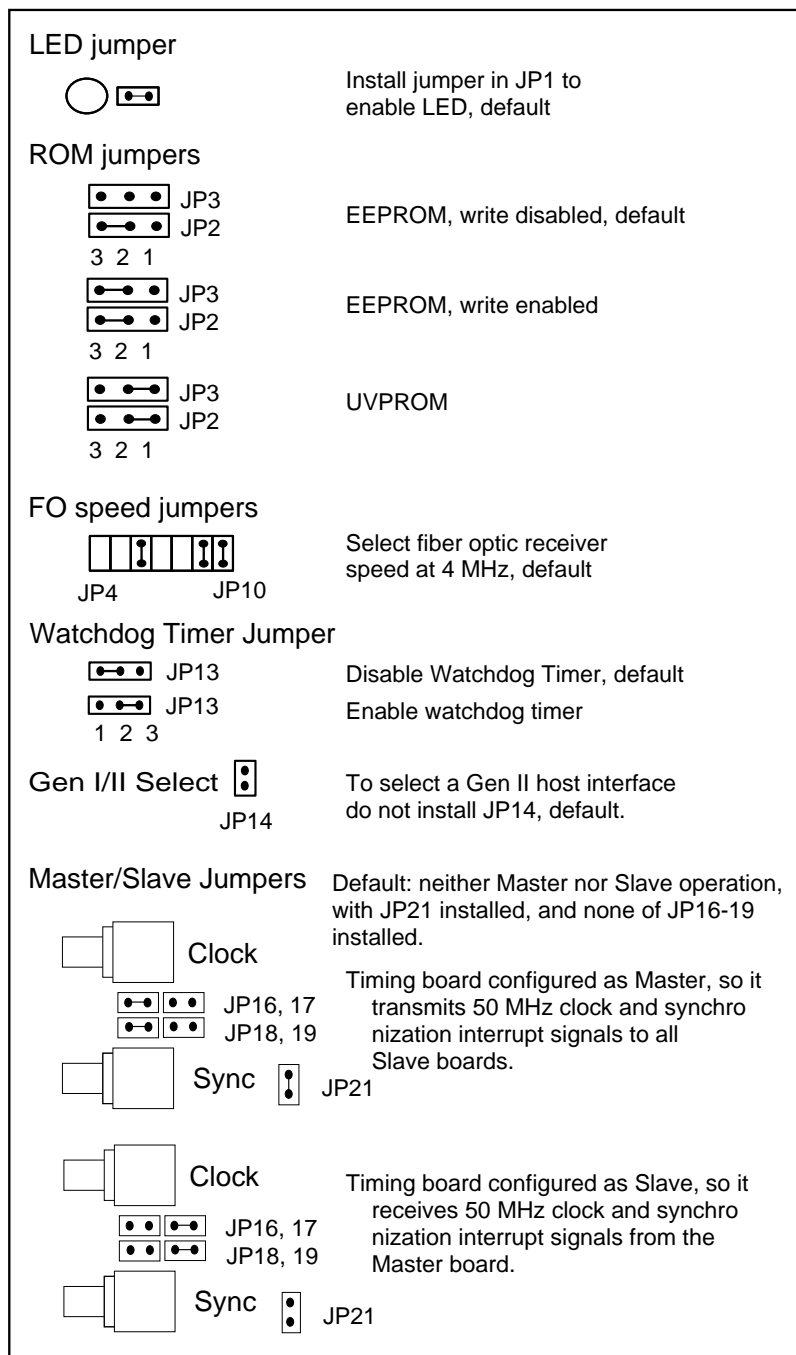 LED jumper
Install jumper in JP1 to
enable LED, default
ROM jumpers
JP3
JP2
3 2 1
EEPROM, write disabled, default
JP3
JP2
3 2 1
EEPROM, write enabled
JP3
JP2
3 2 1
UVPROM
FO speed jumpers
JP4
JP10
Select fiber optic receiver
speed at 4 MHz, default
Watchdog Timer Jumper
JP13
Disable Watchdog Timer, default
JP13
Enable watchdog timer
1 2 3
Gen I/II Select
JP14
To select a Gen II host interface
do not install JP14, default.
Master/Slave Jumpers
Default: neither Master nor Slave operation,
with JP21 installed, and none of JP16-19
installed.
Clock
JP16, 17
JP18, 19
Sync
JP21
Timing board configured as Master, so it
transmits 50 MHz clock and synchro
nization interrupt signals to all
Slave boards.
Clock
JP16, 17
JP18, 19
Sync
JP21
Timing board configured as Slave, so it
receives 50 MHz clock and synchro
nization interrupt signals from the
Master board.